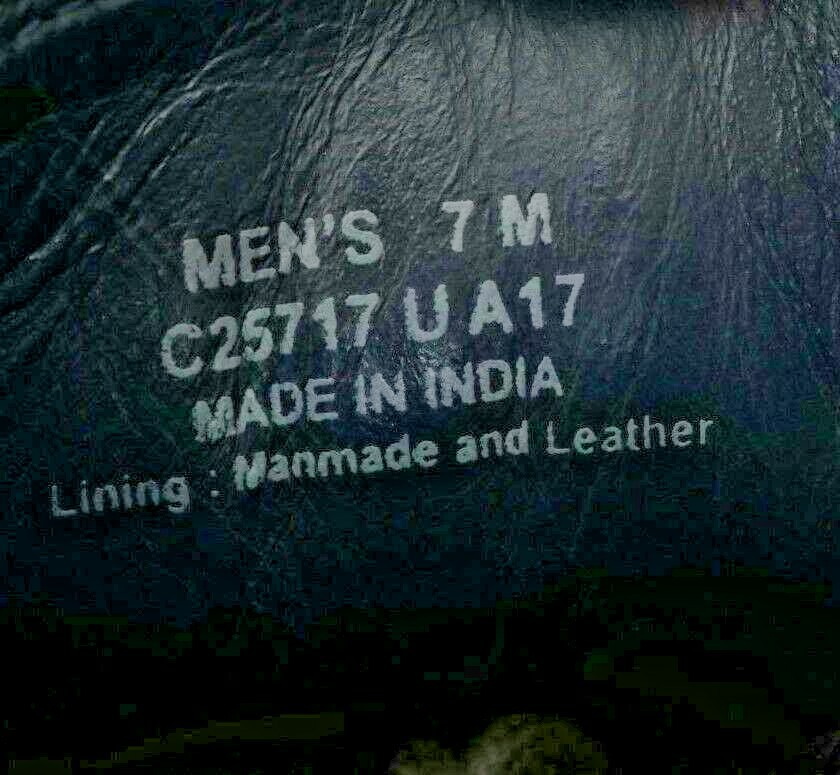 MEN'S 7 M
C25717 U A17
MADE IN INDIA
Lining : Manmade and Leather